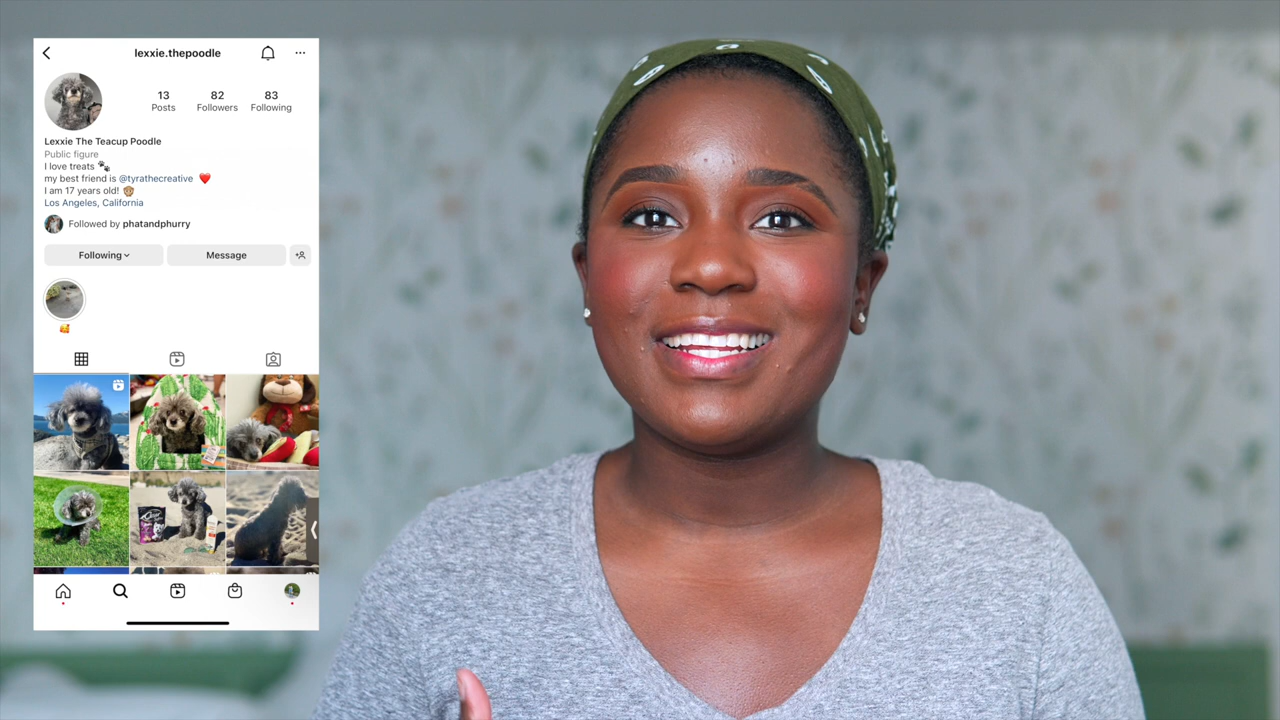 lexxie.thepoodle
13
82
83
Posts
Followers
Following
Lexxie The Teacup Poodle
Public figure
I love treats 🐾
my best friend is @tyrathecreative ❤️
I am 17 years old! 🙊
Los Angeles, California
Followed by phatandphurry
Following
Message
🥰